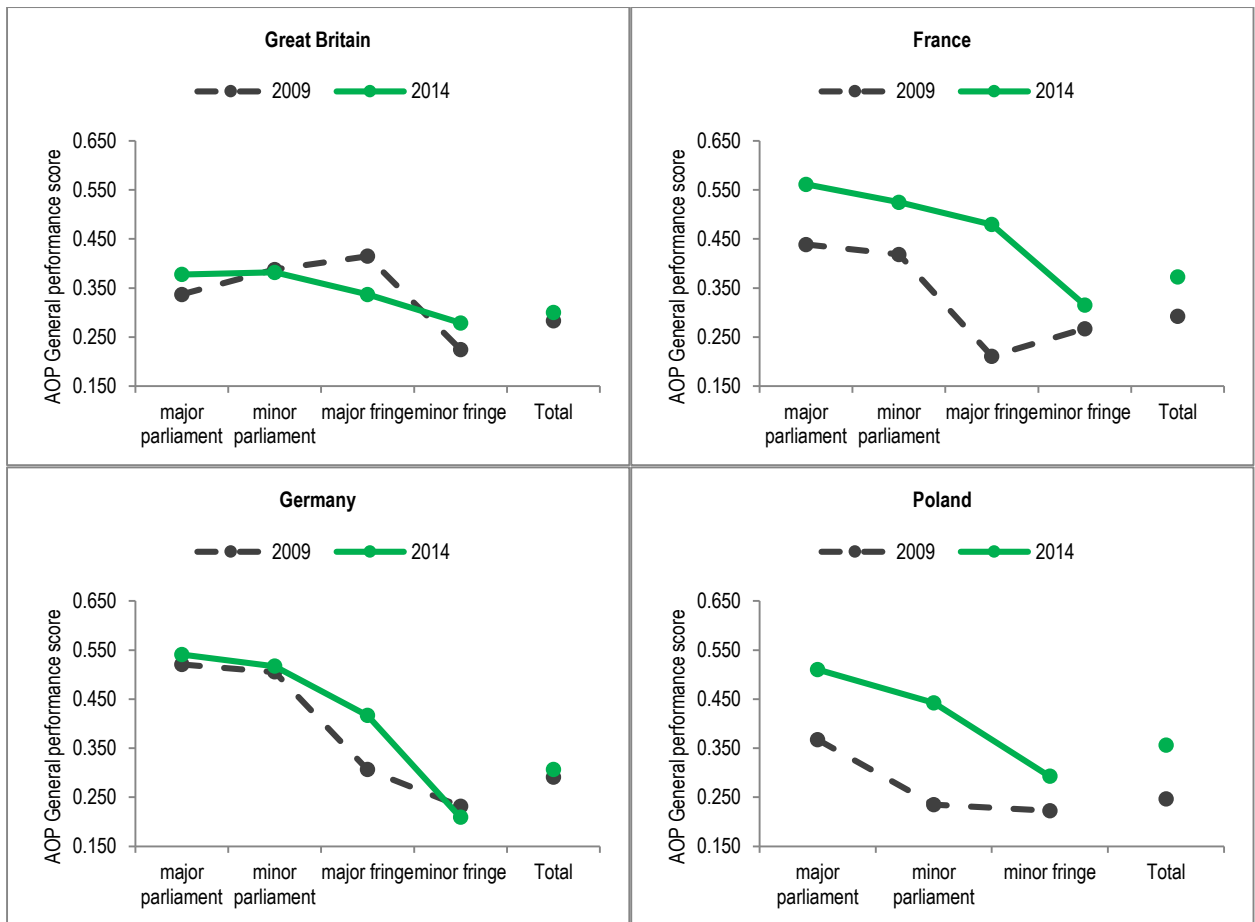 Great Britain
2009 2014
AOP General performance score
0.650
0.550
0.450
0.350
0.250
0.150
major parliament
minor parliament
major fringe
minor fringe
Total
France
2009 2014
AOP General performance score
0.650
0.550
0.450
0.350
0.250
0.150
major parliament
minor parliament
major fringe
minor fringe
Total
Germany
2009 2014
AOP General performance score
0.650
0.550
0.450
0.350
0.250
0.150
major parliament
minor parliament
major fringe
minor fringe
Total
Poland
2009 2014
AOP General performance score
0.650
0.550
0.450
0.350
0.250
0.150
major parliament
minor parliament
minor fringe
Total